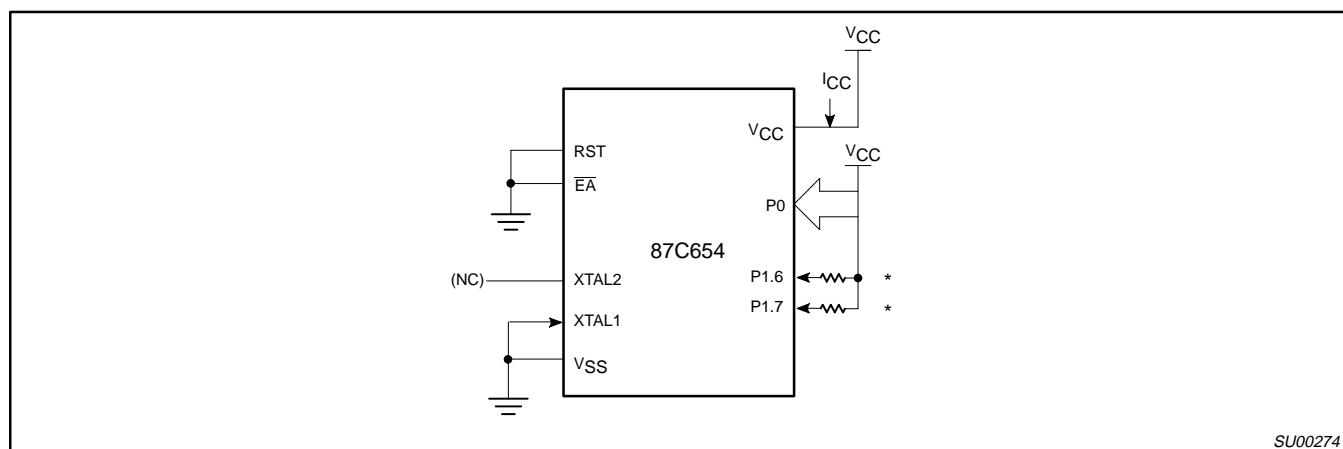 VCC
ICC
VCC
RST
VCC
EA
P0
87C654
(NC)
XTAL2
P1.6
*
XTAL1
P1.7
*
VSS
SU00274